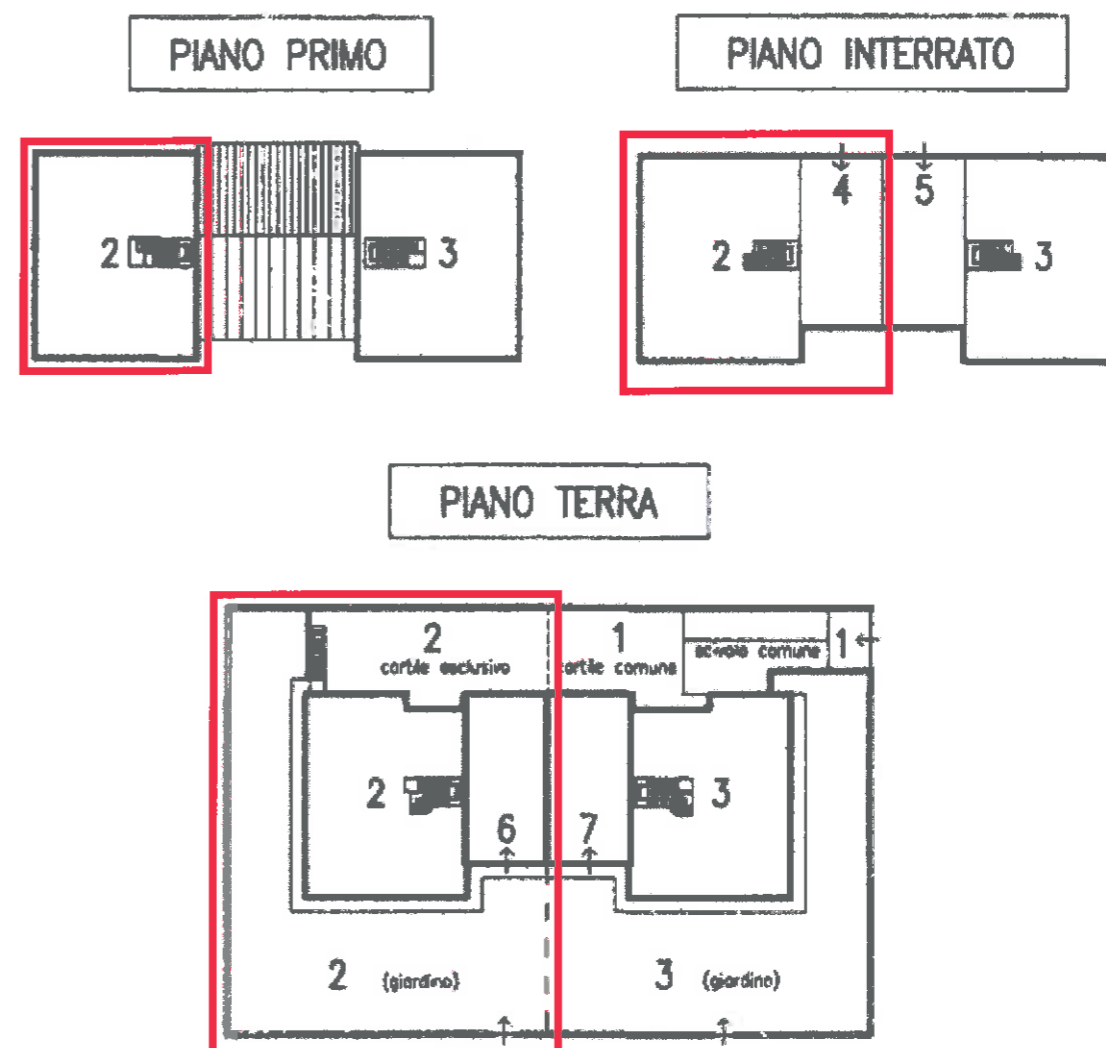 PIANO PRIMO
PIANO INTERRATO
2
3
4
5
2
3
PIANO TERRA
2
cortile esclusivo
1
cortile comune
scivolo comune
1
2
3
6
7
2 (giardino)
3 (giardino)